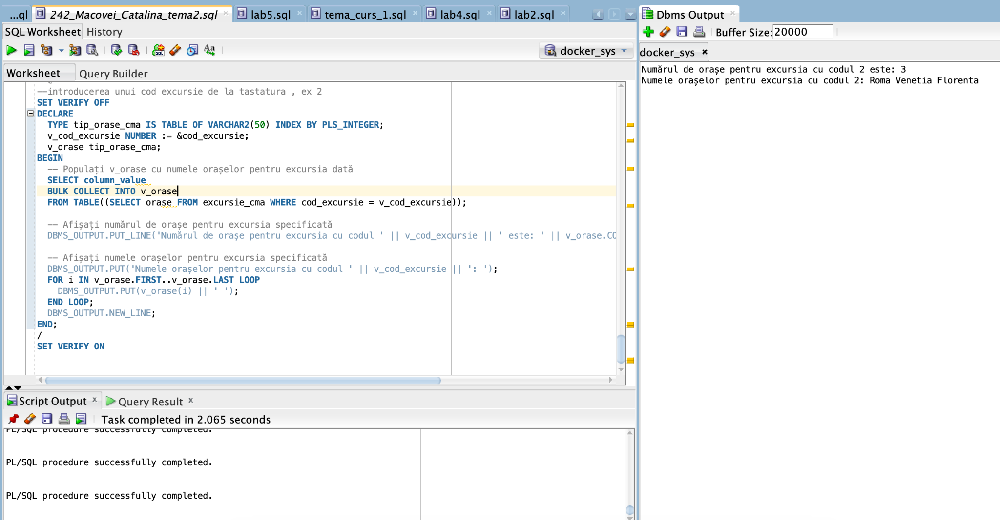 ...ql 242_Macovei_Catalina_tema2.sql lab5.sql tema_curs_1.sql lab4.sql lab2.sql
SQL Worksheet History
docker_sys
Worksheet Query Builder
--introducerea unui cod excursie de la tastatura , ex 2
SET VERIFY OFF
DECLARE
TYPE tip_orase_cma IS TABLE OF VARCHAR2(50) INDEX BY PLS_INTEGER;
v_cod_excursie NUMBER := &cod_excursie;
v_orase tip_orase_cma;
BEGIN
-- Populați v_orase cu numele orașelor pentru excursia dată
SELECT column_value
BULK COLLECT INTO v_orase
FROM TABLE((SELECT orase FROM excursie_cma WHERE cod_excursie = v_cod_excursie));
-- Afișați numărul de orașe pentru excursia specificată
DBMS_OUTPUT.PUT_LINE('Numărul de orașe pentru excursia cu codul ' || v_cod_excursie || ' este: ' || v_orase.CO
-- Afișați numele orașelor pentru excursia specificată
DBMS_OUTPUT.PUT('Numele orașelor pentru excursia cu codul ' || v_cod_excursie || ': ');
FOR i IN v_orase.FIRST..v_orase.LAST LOOP
DBMS_OUTPUT.PUT(v_orase(i) || ' ');
END LOOP;
DBMS_OUTPUT.NEW_LINE;
END;
/
SET VERIFY ON
Script Output Query Result
Task completed in 2.065 seconds
PL/SQL procedure successfully completed.
PL/SQL procedure successfully completed.
PL/SQL procedure successfully completed.
Dbms Output
Buffer Size: 20000
docker_sys
Numărul de orașe pentru excursia cu codul 2 este: 3
Numele orașelor pentru excursia cu codul 2: Roma Venetia Florenta